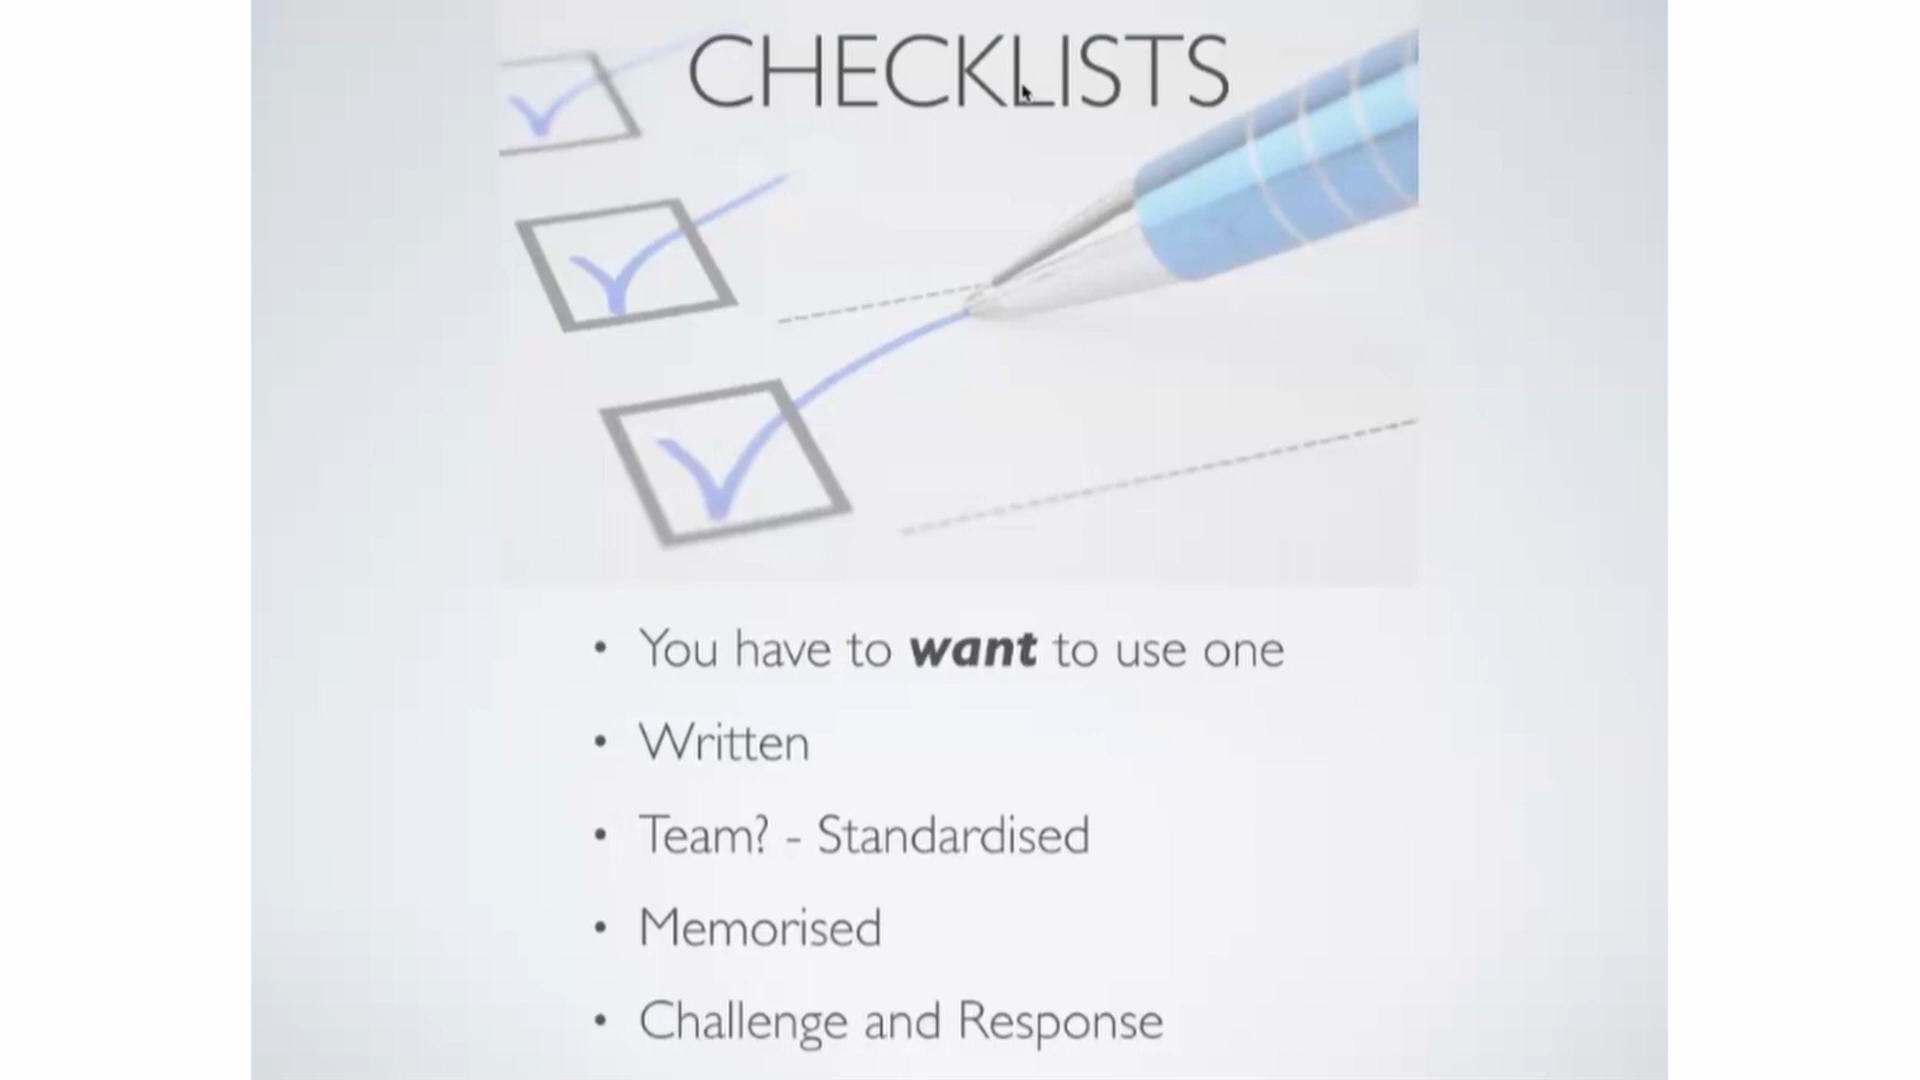 CHECKLISTS
• You have to want to use one
• Written
• Team? - Standardised
• Memorised
• Challenge and Response